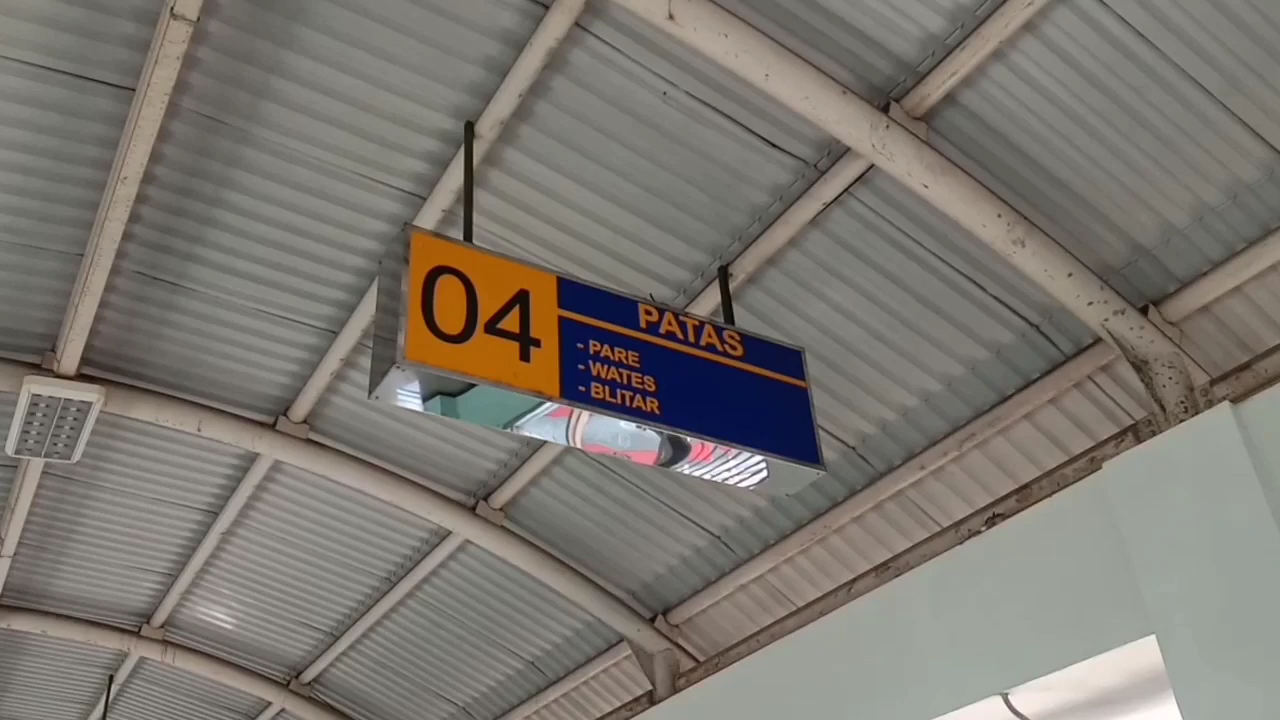 04
PATAS
- PARE
- WATES
- BLITAR